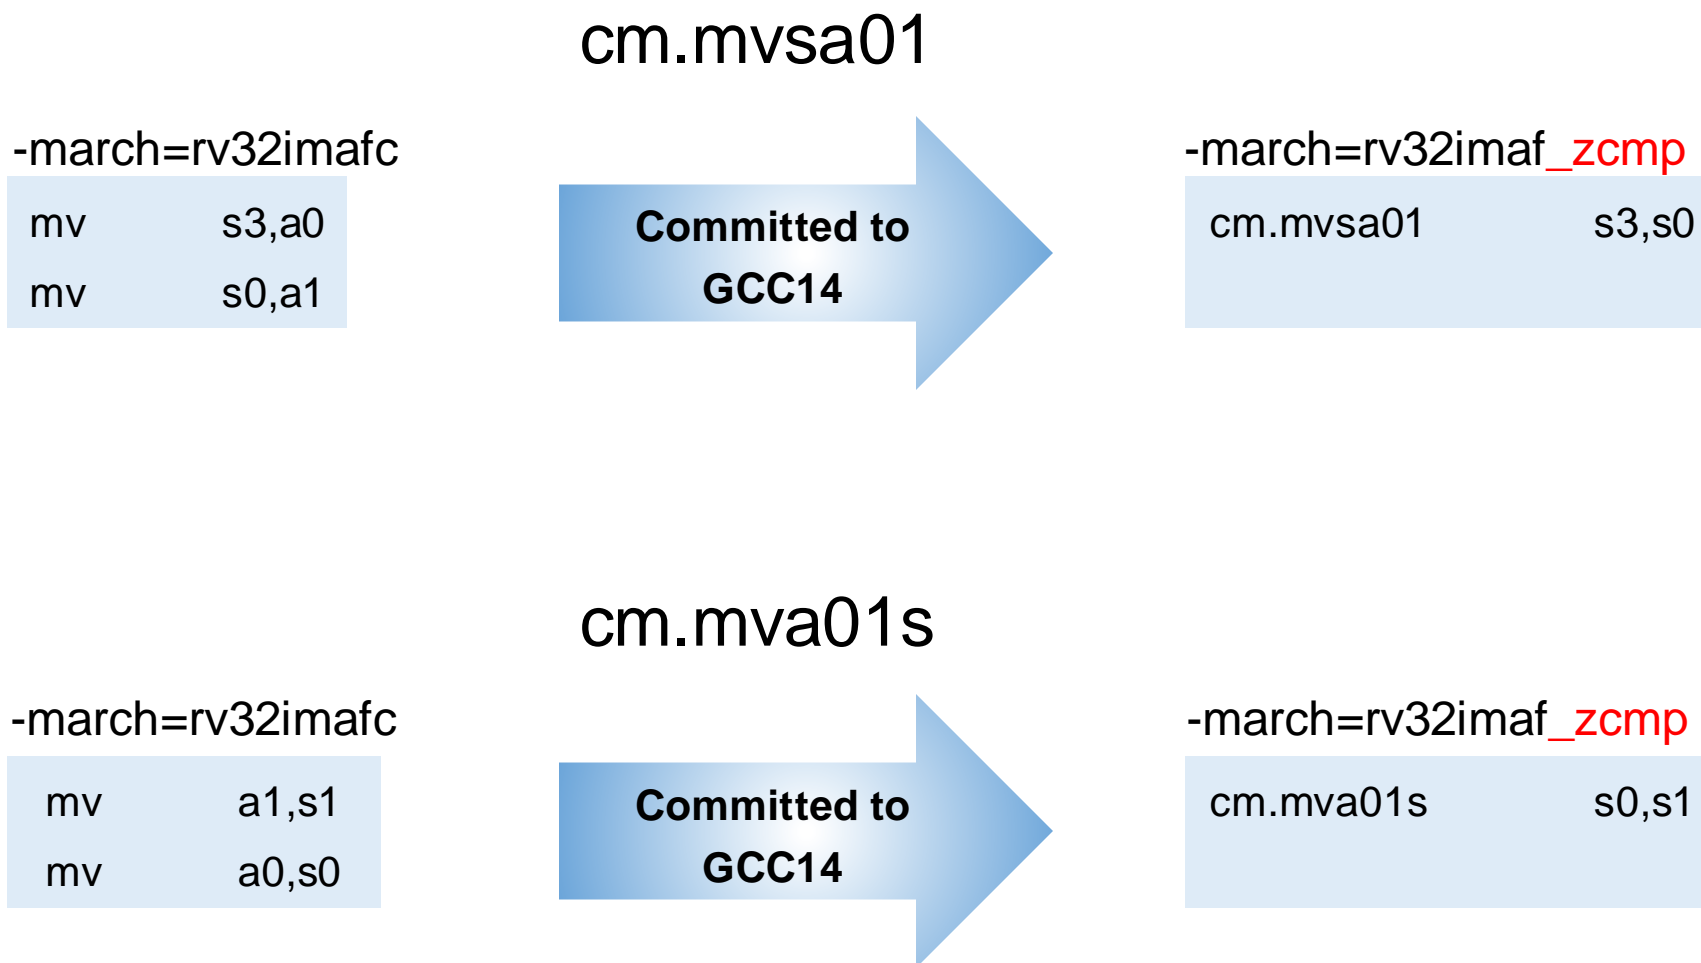 cm.mvsa01
-march=rv32imafc
mv s3,a0
mv s0,a1
Committed to
GCC14
-march=rv32imaf_zcmp
cm.mvsa01 s3,s0
cm.mva01s
-march=rv32imafc
mv a1,s1
mv a0,s0
Committed to
GCC14
-march=rv32imaf_zcmp
cm.mva01s s0,s1